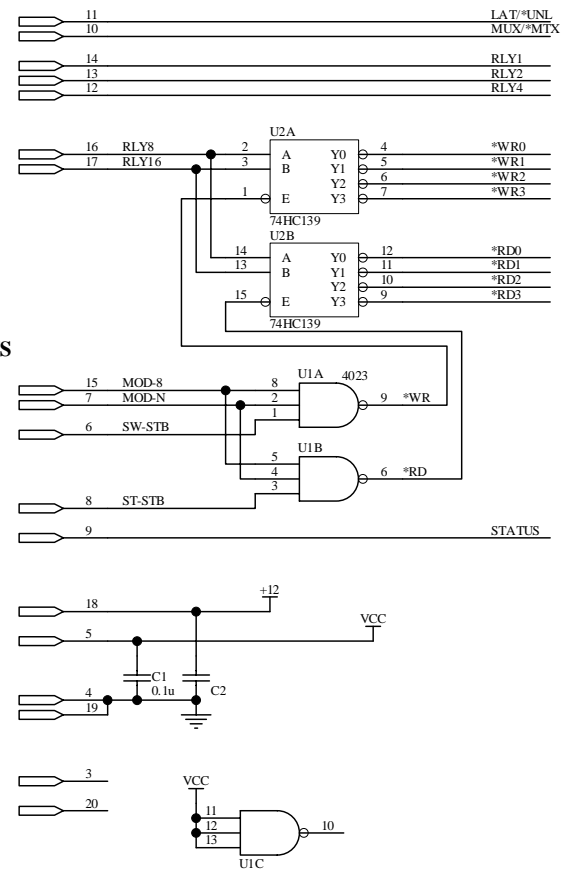 11 LAT/*UNL
10 MUX/*MTX
14 RLY1
13 RLY2
12 RLY4
U2A
16 RLY8 2 A Y0 4 *WR0
17 RLY16 3 B Y1 5 *WR1
Y2 6 *WR2
1 E Y3 7 *WR3
74HC139
U2B
14 A Y0 12 *RD0
13 B Y1 11 *RD1
Y2 10 *RD2
15 E Y3 9 *RD3
74HC139
S
U1A 4023
15 MOD-8 8
7 MOD-N 2 9 *WR
1
6 SW-STB
U1B
5
4 6 *RD
3
8 ST-STB
9 STATUS
+12
18
VCC
5
C1
0.1u C2
4
19
3
VCC
20
11
12 10
13
U1C